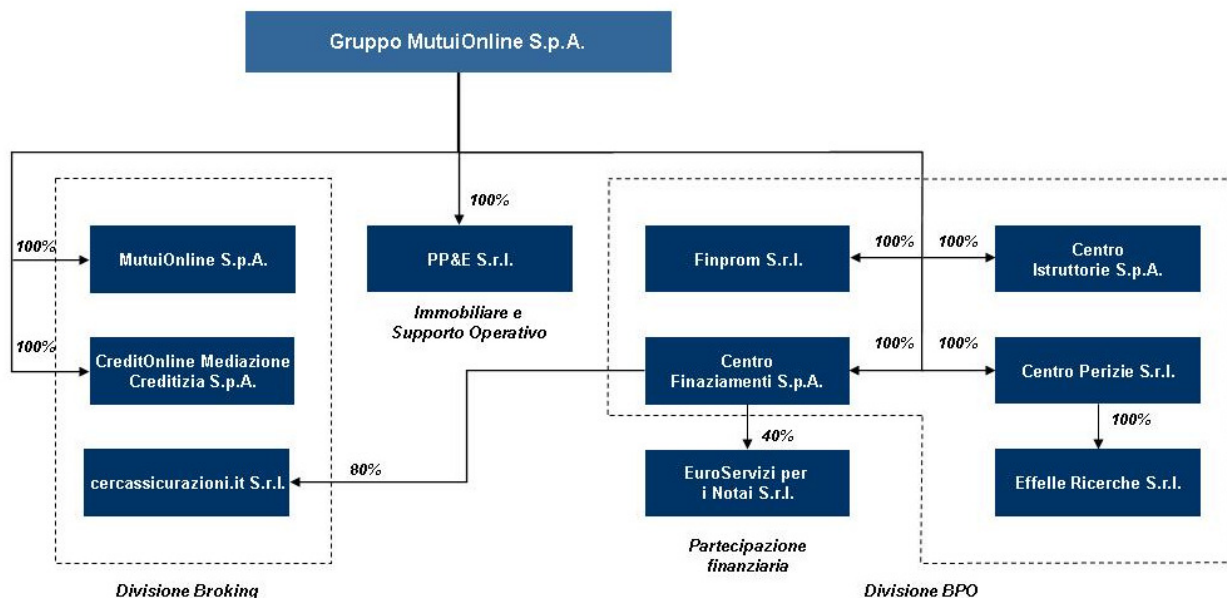 Gruppo MutuiOnline S.p.A.
100%
100%
MutuiOnline S.p.A.
PP&E S.r.l.
Finprom S.r.l.
100%
100%
Centro
Istruttorie S.p.A.
Immobiliare e
Supporto Operativo
100%
CreditOnline Mediazione
Creditizia S.p.A.
Centro
Finaziamenti S.p.A.
100%
100%
Centro Perizie S.r.l.
40%
100%
cercassicurazioni.it S.r.l.
80%
EuroServizi per
i Notai S.r.l.
Effelle Ricerche S.r.l.
Partecipazione
finanziaria
Divisione Broking
Divisione BPO